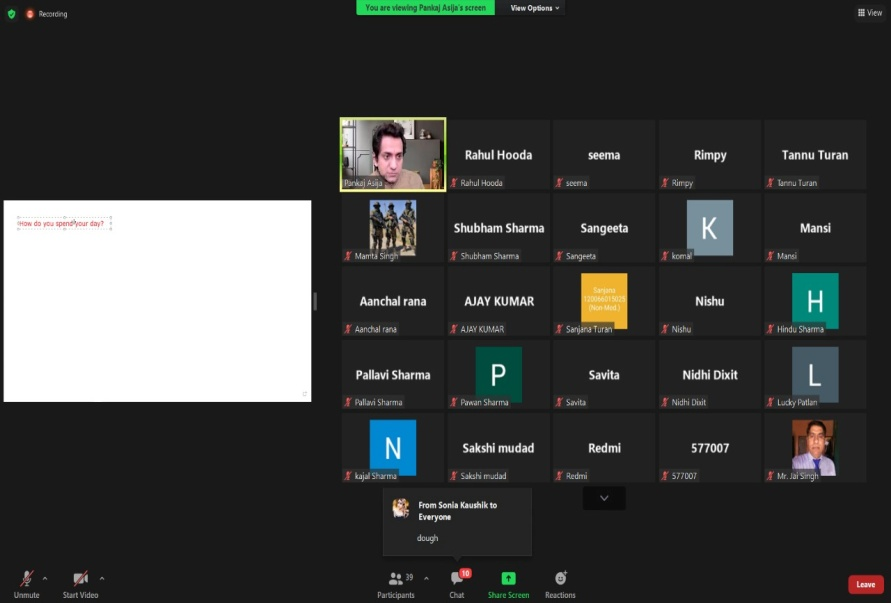 Recording
You are viewing Pankaj Asija's screen
View Options
View
How do you spend your day?
Pankaj Asija
Rahul Hooda
Rahul Hooda
seema
seema
Rimpy
Rimpy
Tannu Turan
Tannu Turan
Mamta Singh
Shubham Sharma
Shubham Sharma
Sangeeta
Sangeeta
K
komal
Mansi
Mansi
Aanchal rana
Aanchal rana
AJAY KUMAR
AJAY KUMAR
Sanjana
(Non-Med.)
Sanjana Turan
Nishu
Nishu
H
Hindu Sharma
Pallavi Sharma
Pallavi Sharma
P
Pawan Sharma
Savita
Savita
Nidhi Dixit
Nidhi Dixit
L
Lucky Patlan
N
kajal Sharma
Sakshi mudad
Sakshi mudad
Redmi
Redmi
577007
577007
Mr. Jai Singh
From Sonia Kaushik to
Everyone
dough
Unmute
Start Video
39
Participants
10
Chat
Share Screen
Reactions
Leave